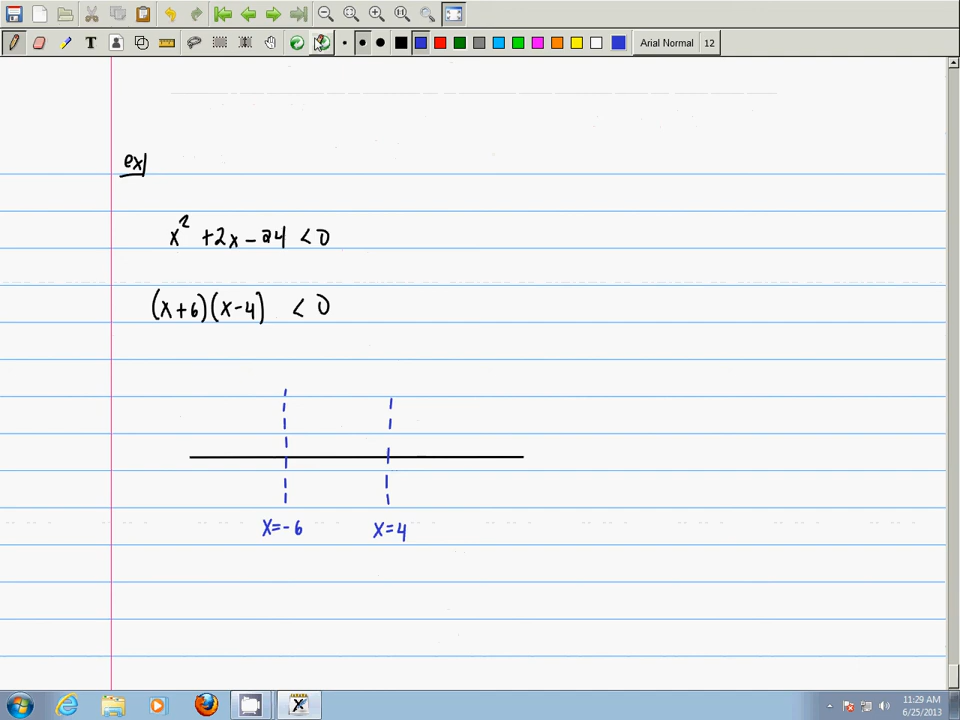 T
Arial Normal 12
ex|
x² +2x - 24 < 0
(x+6)(x-4) < 0
x=-6 x=4
11:29 AM
6/25/2013